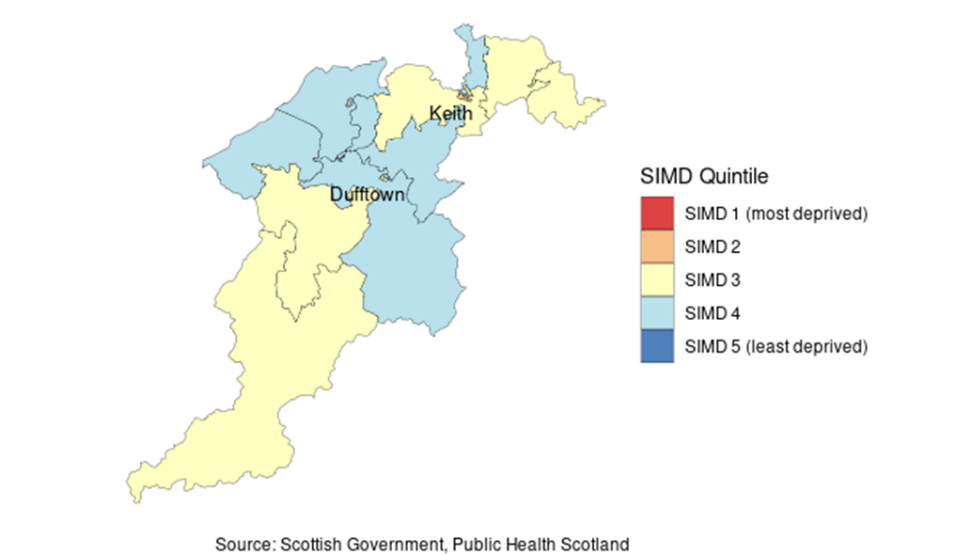 Keith
Dufftown
SIMD Quintile
SIMD 1 (most deprived)
SIMD 2
SIMD 3
SIMD 4
SIMD 5 (least deprived)
Source: Scottish Government, Public Health Scotland